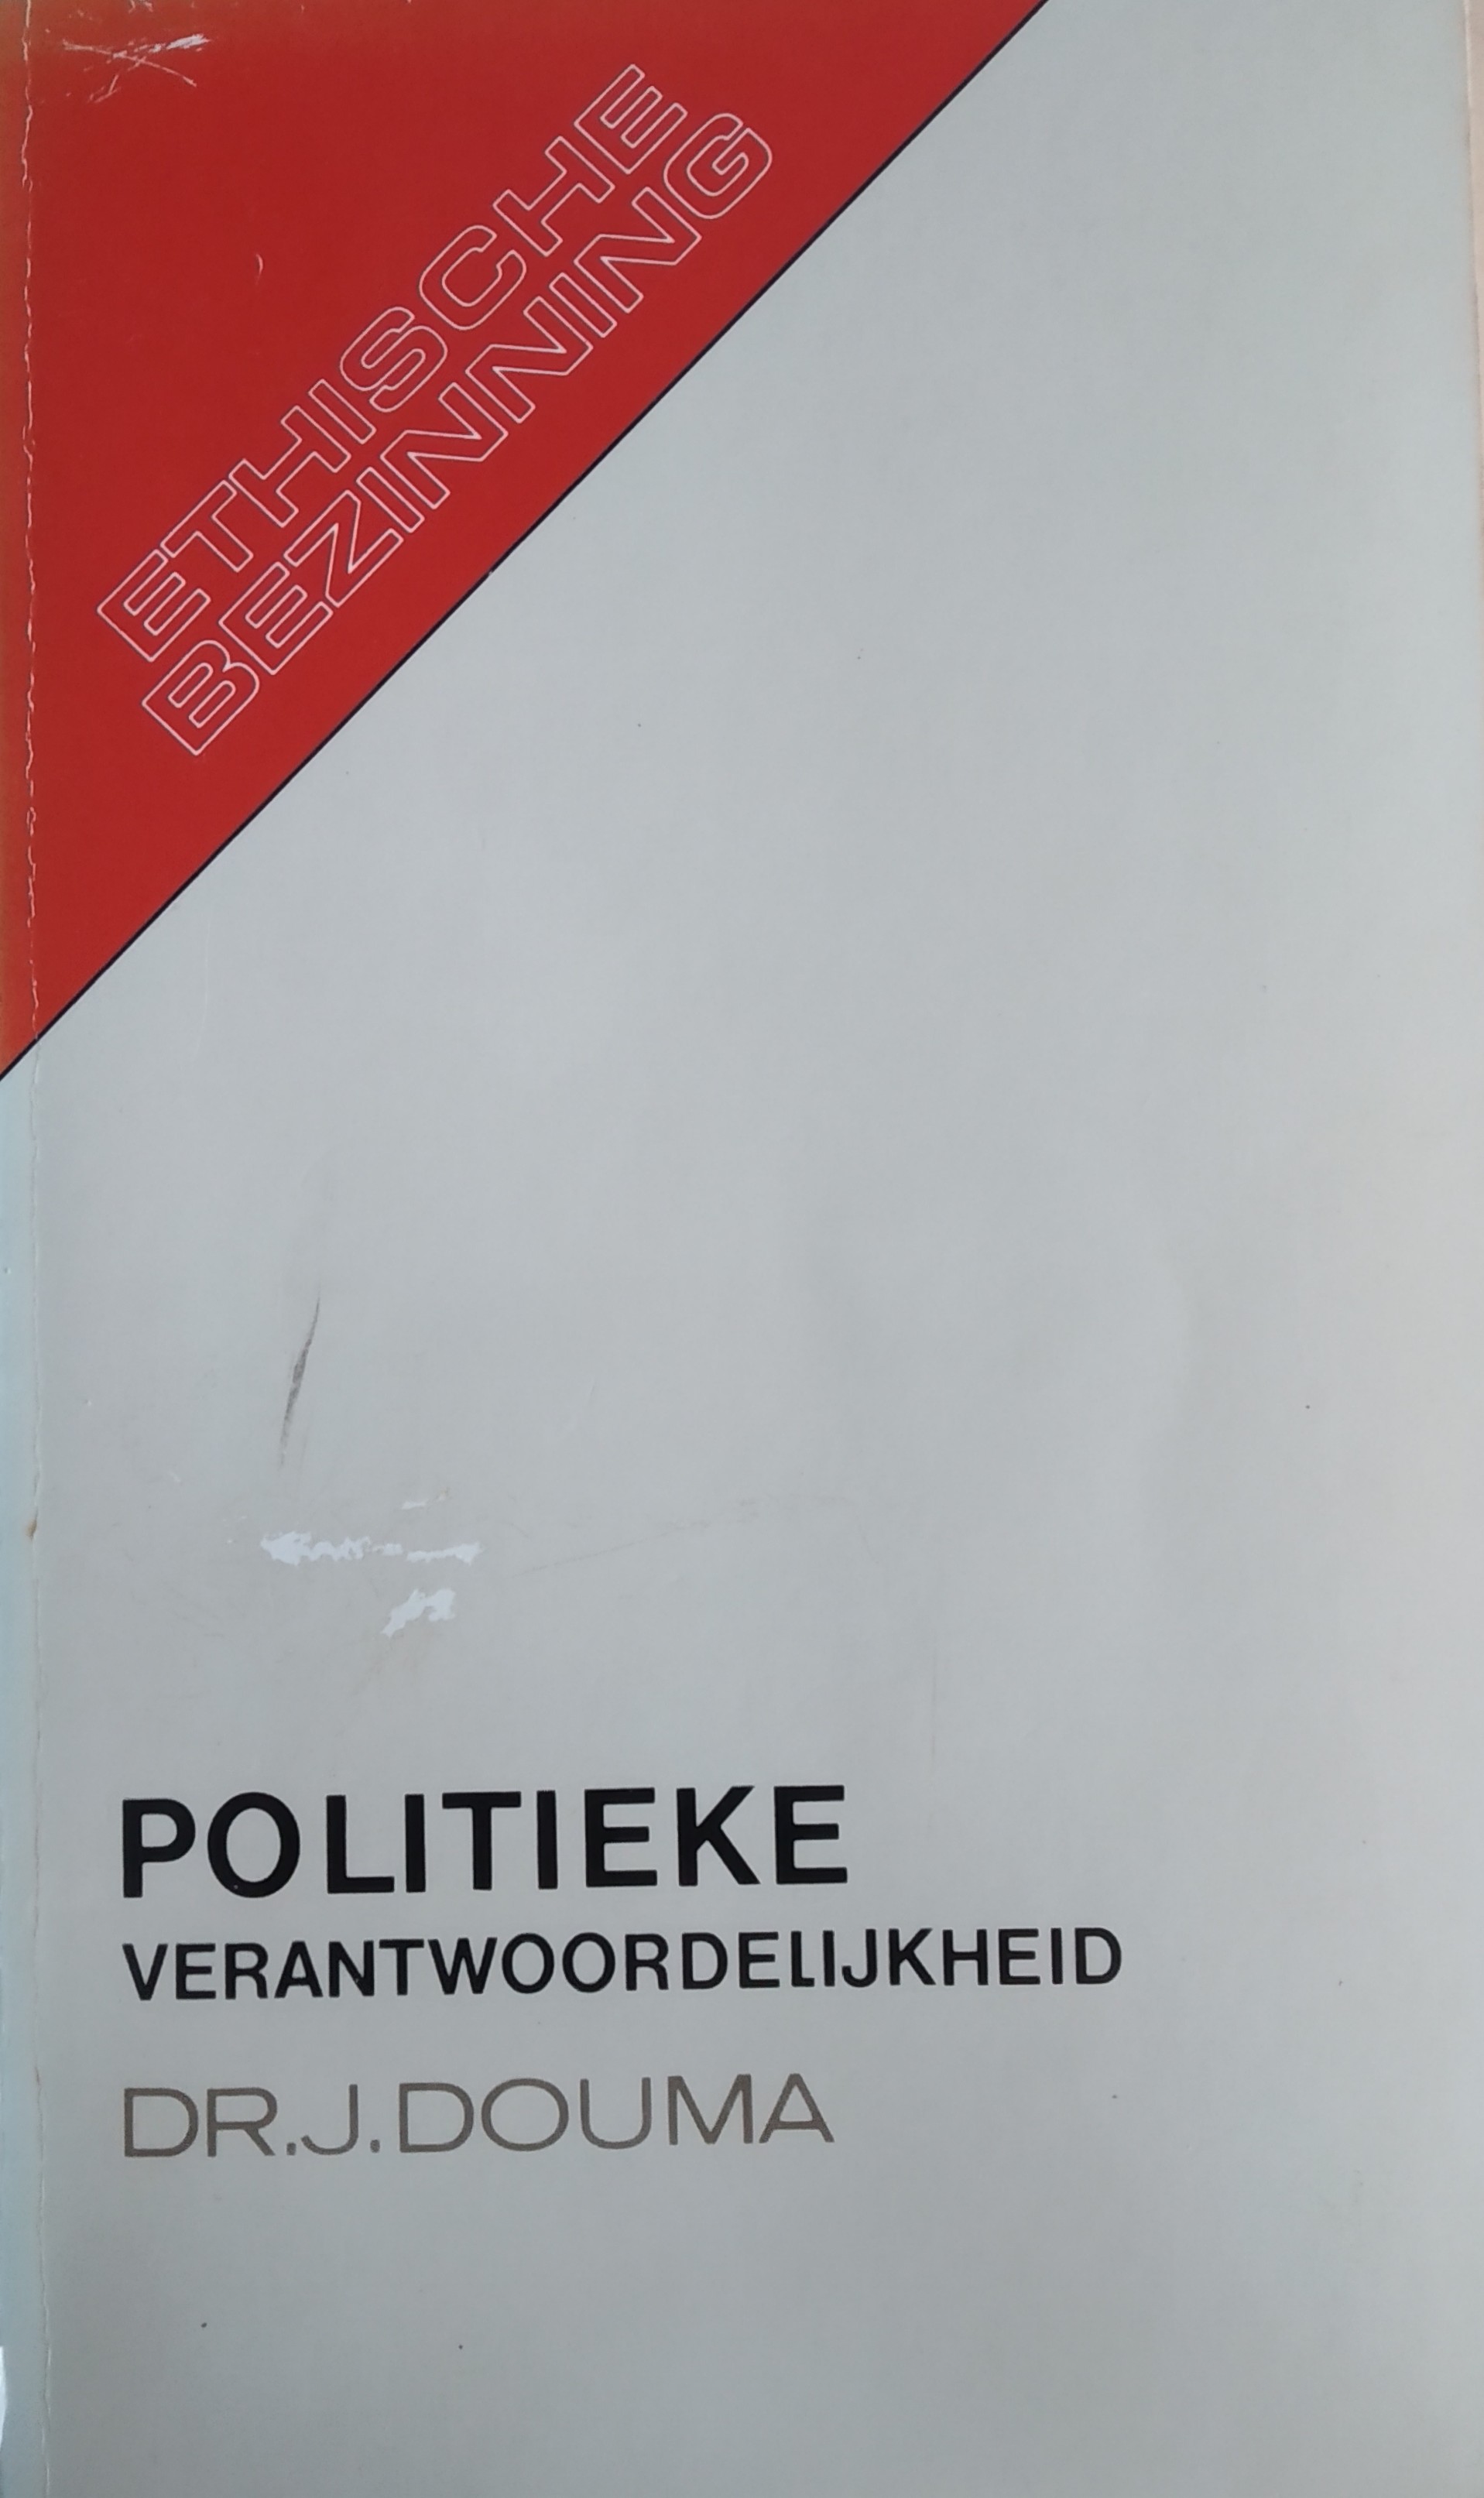 ETHISCHE
BEZINNING
POLITIEKE
VERANTWOORDELIJKHEID
DR. J. DOUMA